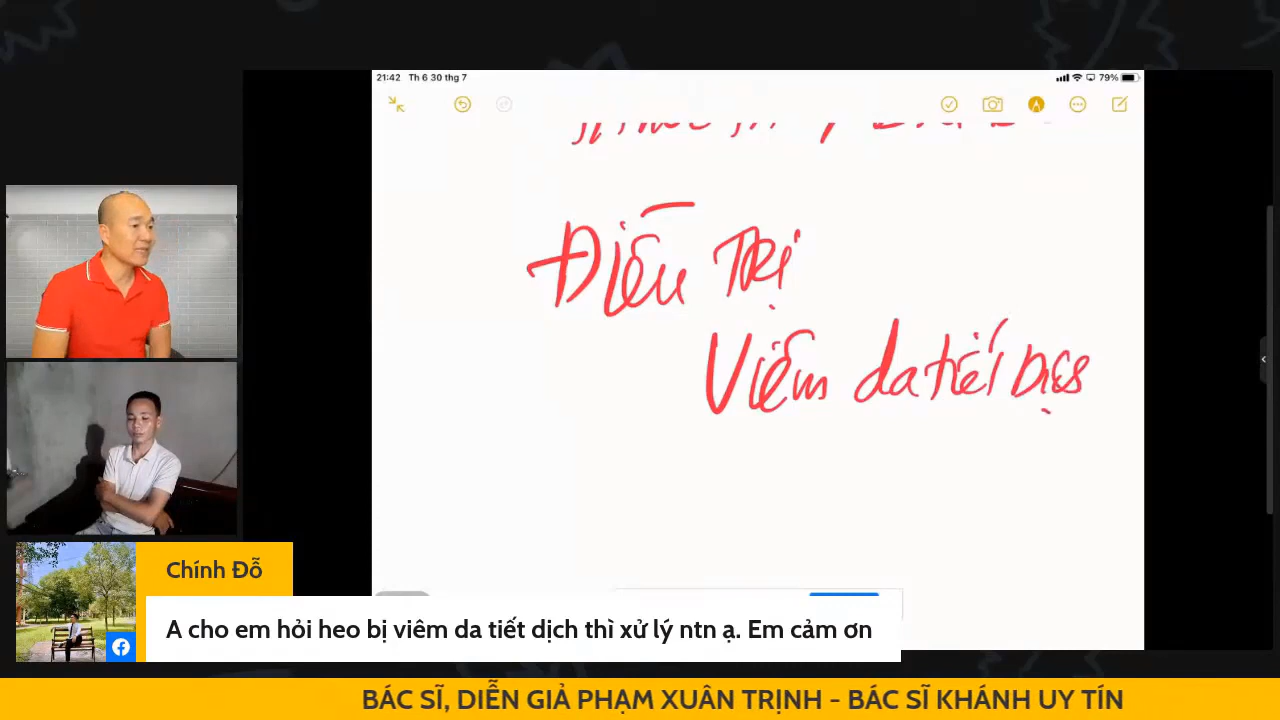 21:42 Th 6 30 thg 7
79%
Điều Trị
Viêm da tiết Dịch
Chính Đỗ
A cho em hỏi heo bị viêm da tiết dịch thì xử lý ntn ạ. Em cảm ơn
BÁC SĨ, DIỄN GIẢ PHẠM XUÂN TRỊNH - BÁC SĨ KHÁNH UY TÍN